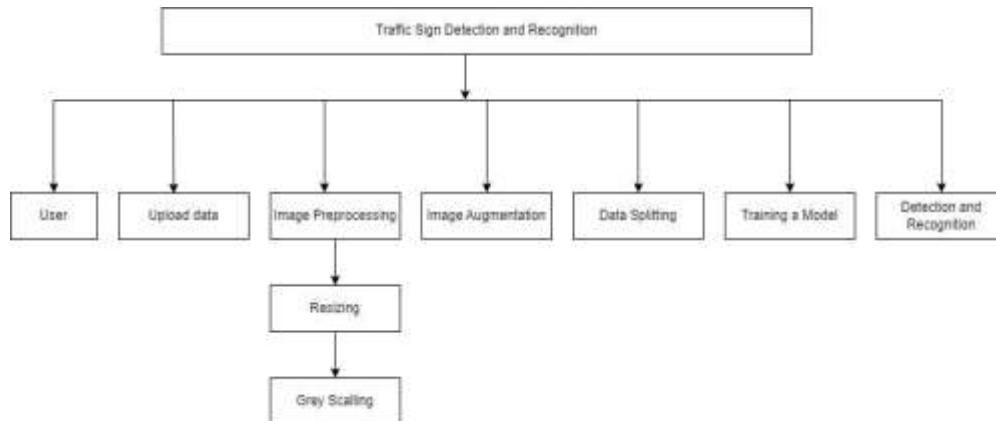 Traffic Sign Detection and Recognition
User
Upload data
Image Preprocessing
Image Augmentation
Data Splitting
Training a Model
Detection and
Recognition
Resizing
Grey Scalling